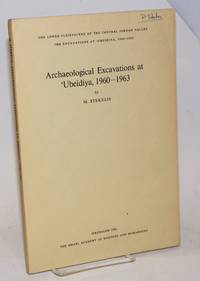 THE LOWER PLEISTOCENE OF THE CENTRAL JORDAN VALLEY
THE EXCAVATIONS AT 'UBEIDIYA, 1960-1963
Archaeological Excavations at
'Ubeidiya, 1960–1963
by
M. STEKELIS
JERUSALEM 1966
THE ISRAEL ACADEMY OF SCIENCES AND HUMANITIES